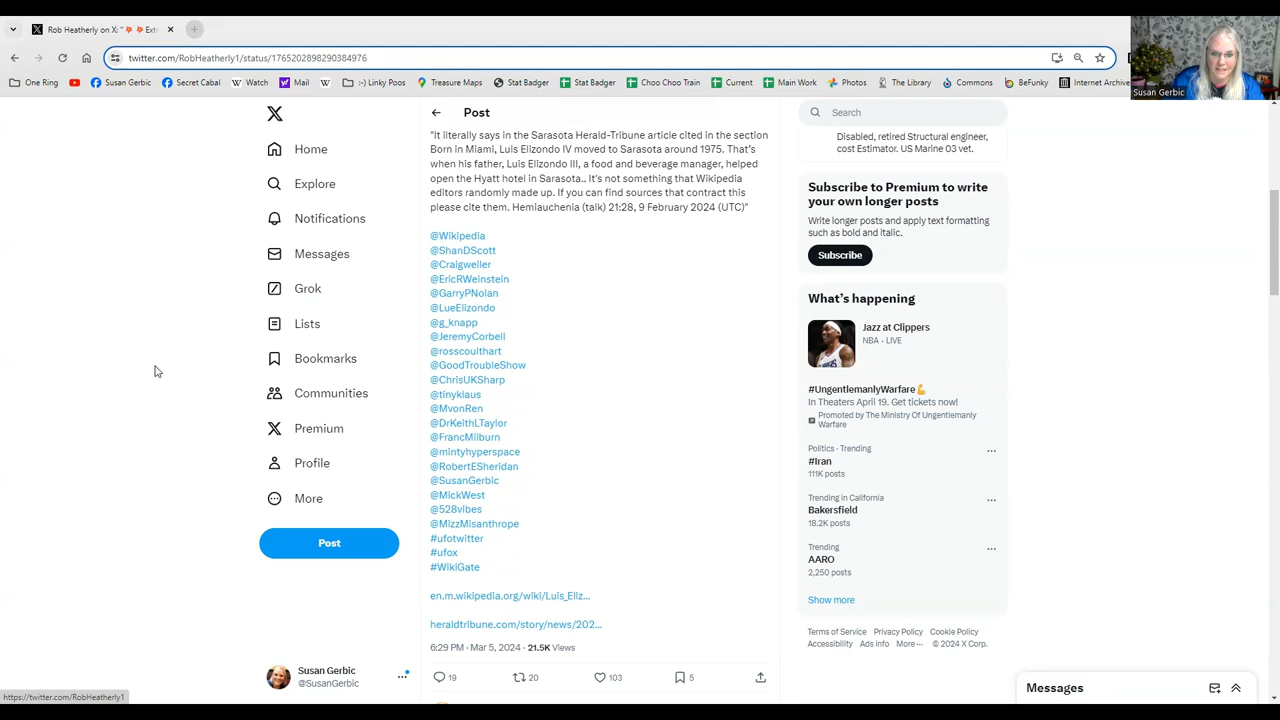 Rob Heatherly on X: "
twitter.com/RobHeatherly1/status/1765202898290384976
One Ring
Susan Gerbic
Secret Cabal
Watch
Mail
:-) Linky Poos
Treasure Maps
Stat Badger
Stat Badger
Choo Choo Train
Current
Main Work
Photos
The Library
Commons
BeFunky
Internet Archive
Susan Gerbic
Home
Explore
Notifications
Messages
Grok
Lists
Bookmarks
Communities
Premium
Profile
More
Post
Susan Gerbic
@SusanGerbic
https://twitter.com/RobHeatherly1
Post
"It literally says in the Sarasota Herald-Tribune article cited in the section
Born in Miami, Luis Elizondo IV moved to Sarasota around 1975. That's
when his father, Luis Elizondo III, a food and beverage manager, helped
open the Hyatt hotel in Sarasota.. It's not something that Wikipedia
editors randomly made up. If you can find sources that contract this
please cite them. Hemiauchenia (talk) 21:28, 9 February 2024 (UTC)"
@Wikipedia
@ShanDScott
@Craigweiler
@EricRWeinstein
@GarryPNolan
@LueElizondo
@g_knapp
@JeremyCorbell
@rosscoulthart
@GoodTroubleShow
@ChrisUKSharp
@tinyklaus
@MvonRen
@DrKeithLTaylor
@FrancMilburn
@mintyhyperspace
@RobertESheridan
@SusanGerbic
@MickWest
@528vibes
@MizzMisanthrope
#ufotwitter
#ufox
#WikiGate
en.m.wikipedia.org/wiki/Luis_Eliz...
heraldtribune.com/story/news/202...
6:29 PM · Mar 5, 2024 · 21.5K Views
19
20
103
5
Search
Disabled, retired Structural engineer,
cost Estimator. US Marine 03 vet.
Subscribe to Premium to write
your own longer posts
Write longer posts and apply text formatting
such as bold and italic.
Subscribe
What's happening
Jazz at Clippers
NBA · LIVE
#UngentlemanlyWarfare
In Theaters April 19. Get tickets now!
Promoted by The Ministry Of Ungentlemanly
Warfare
Politics · Trending
#Iran
111K posts
Trending in California
Bakersfield
18.2K posts
Trending
AARO
2,250 posts
Show more
Terms of Service Privacy Policy Cookie Policy
Accessibility Ads info More ··· © 2024 X Corp.
Messages